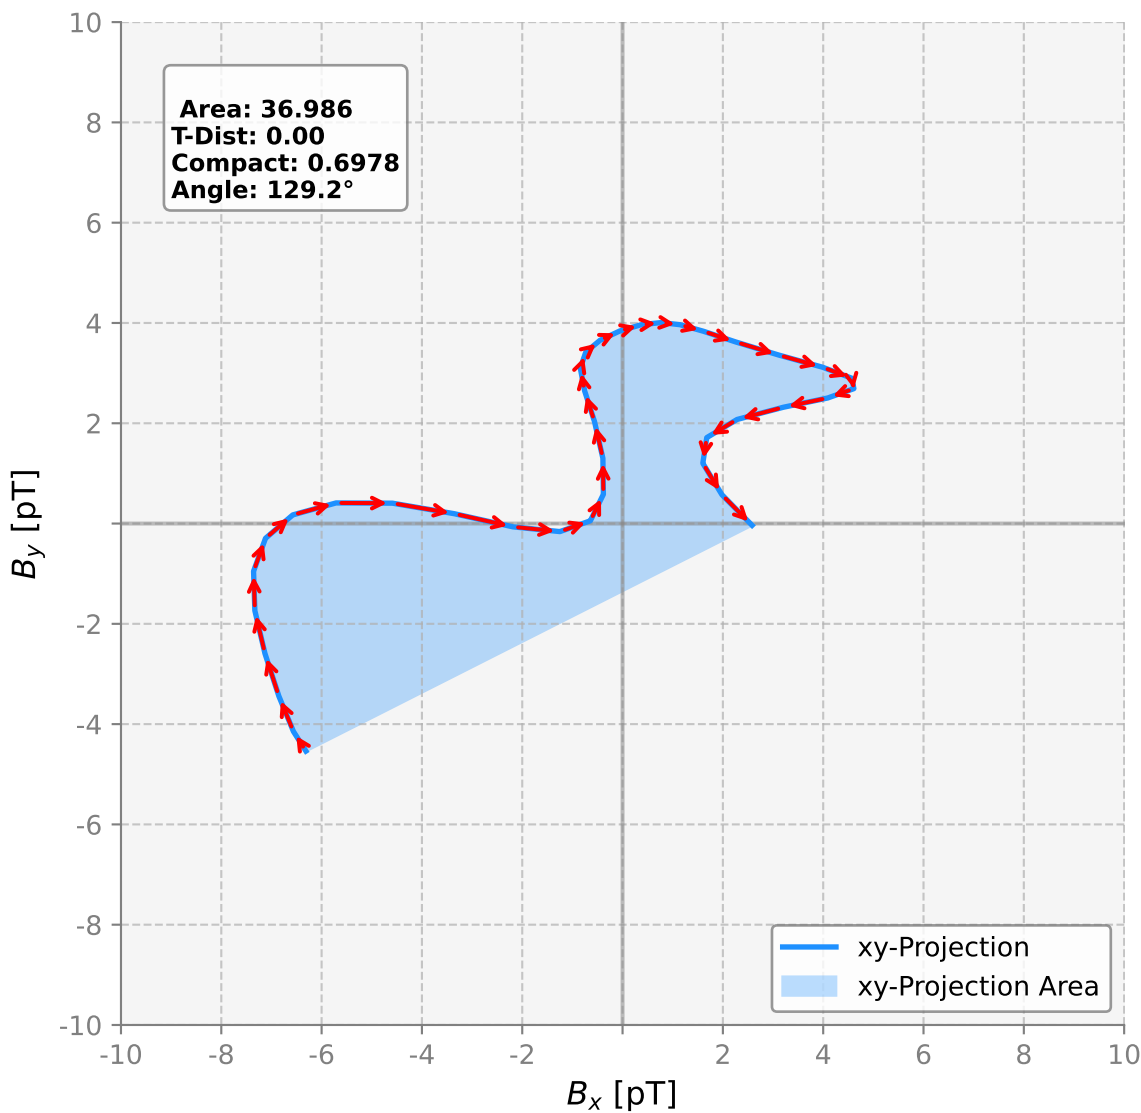 10
8
6
4
2
-2
-4
-6
-8
-10
-10
-8
-6
-4
-2
2
4
6
8
10
B_y [pT]
B_x [pT]
Area: 36.986
T-Dist: 0.00
Compact: 0.6978
Angle: 129.2°
xy-Projection
xy-Projection Area